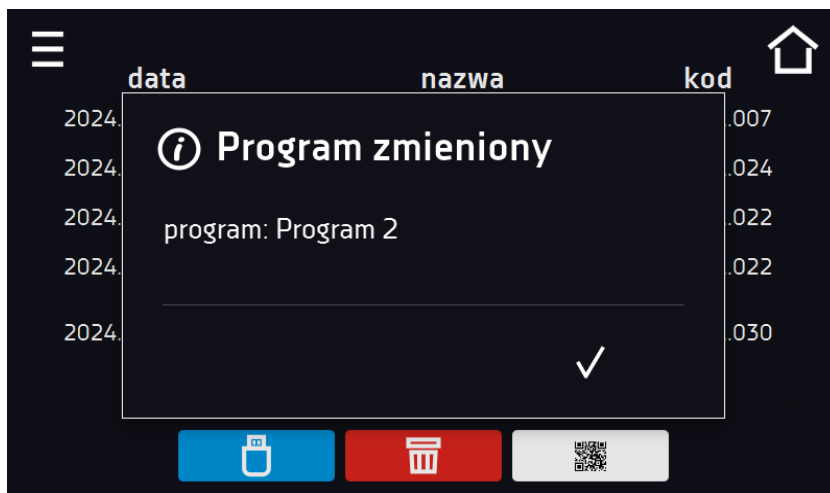 data nazwa kod
2024. .007
Program zmieniony
2024. .024
2024. .022
program: Program 2
2024. .022
2024. .030